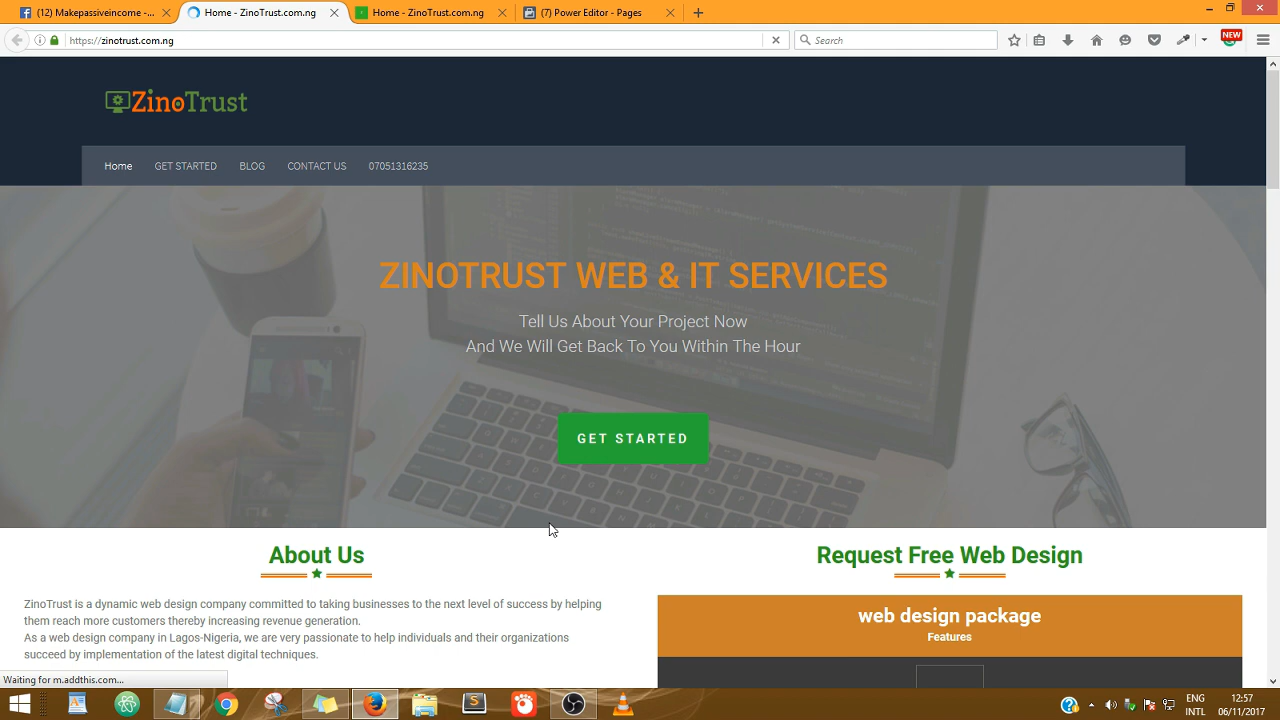 (12) Makepassiveincome -...
Home - ZinoTrust.com.ng
Home - ZinoTrust.com.ng
(7) Power Editor - Pages
https://zinotrust.com.ng
Search
NEW
ZinoTrust
Home
GET STARTED
BLOG
CONTACT US
07051316235
ZINOTRUST WEB & IT SERVICES
Tell Us About Your Project Now
And We Will Get Back To You Within The Hour
GET STARTED
About Us
ZinoTrust is a dynamic web design company committed to taking businesses to the next level of success by helping
them reach more customers thereby increasing revenue generation.
As a web design company in Lagos-Nigeria, we are very passionate to help individuals and their organizations
succeed by implementation of the latest digital techniques.
Request Free Web Design
web design package
Features
Waiting for m.addthis.com...
ENG
INTL
12:57
06/11/2017